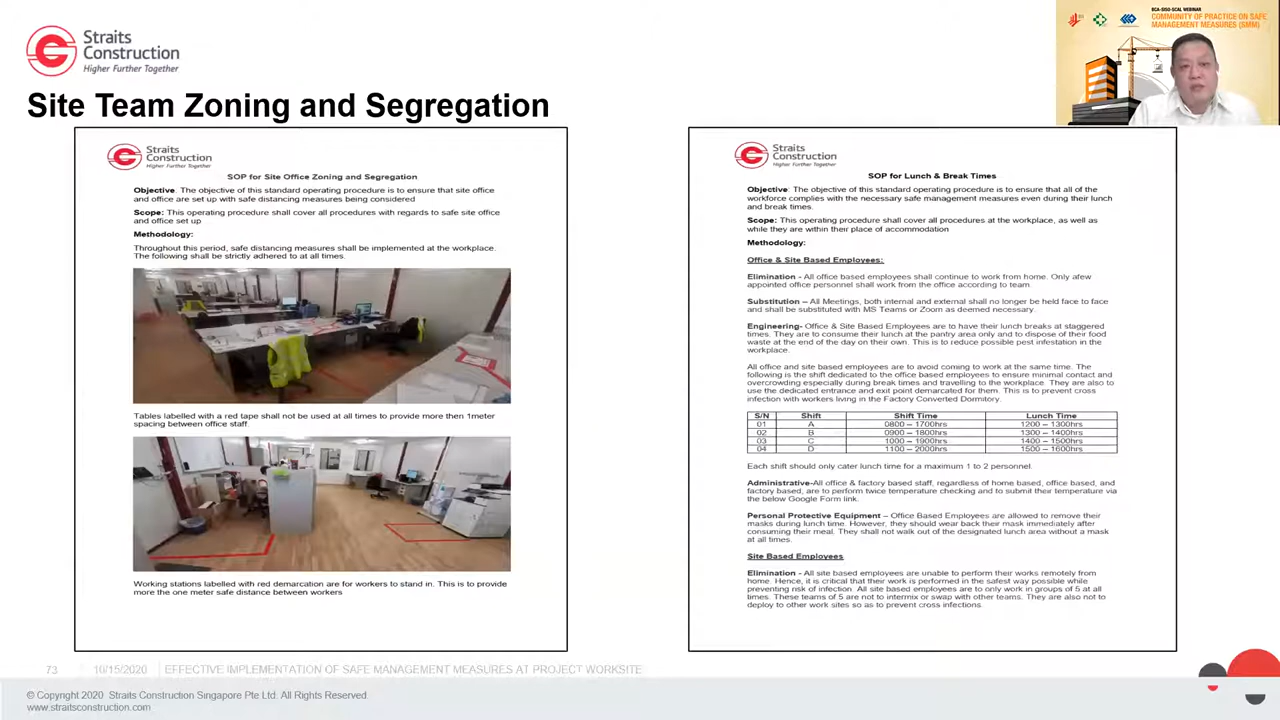 Straits
Construction
Higher Further Together
BCA-SISO-SCAL WEBINAR
COMMUNITY OF PRACTICE ON SAFE
MANAGEMENT MEASURES (SMM)
Site Team Zoning and Segregation
Straits
Construction
Higher Further Together
SOP for Site Office Zoning and Segregation
Objective: The objective of this standard operating procedure is to ensure that site office
and office are set up with safe distancing measures being considered
Scope: This operating procedure shall cover all procedures with regards to safe site office
and office set up
Methodology:
Throughout this period, safe distancing measures shall be implemented at the workplace.
The following shall be strictly adhered to at all times.
Tables labelled with a red tape shall not be used at all times to provide more then 1meter
spacing between office staff.
Working stations labelled with red demarcation are for workers to stand in. This is to provide
more the one meter safe distance between workers
Straits
Construction
Higher Further Together
SOP for Lunch & Break Times
Objective: The objective of this standard operating procedure is to ensure that all of the
workforce complies with the necessary safe management measures even during their lunch
and break times.
Scope: This operating procedure shall cover all procedures at the workplace, as well as
while they are within their place of accommodation
Methodology:
Office & Site Based Employees:
Elimination - All office based employees shall continue to work from home. Only afew
appointed office personnel shall work from the office according to team.
Substitution – All Meetings, both internal and external shall no longer be held face to face
and shall be substituted with MS Teams or Zoom as deemed necessary.
Engineering- Office & Site Based Employees are to have their lunch breaks at staggered
times. They are to consume their lunch at the pantry area only and to dispose of their food
waste at the end of the day on their own. This is to reduce possible pest infestation in the
workplace.
All office and site based employees are to avoid coming to work at the same time. The
following is the shift dedicated to the office based employees to ensure minimal contact and
overcrowding especially during break times and travelling to the workplace. They are also to
use the dedicated entrance and exit point demarcated for them. This is to prevent cross
infection with workers living in the Factory Converted Dormitory.
S/N Shift Shift Time Lunch Time
01 A 0800 – 1700hrs 1200 – 1300hrs
02 B 0900 – 1800hrs 1300 - 1400hrs
03 C 1000 – 1900hrs 1400 - 1500hrs
04 D 1100 – 2000hrs 1500 – 1600hrs
Each shift should only cater lunch time for a maximum 1 to 2 personnel.
Administrative-All office & factory based staff, regardless of home based, office based, and
factory based, are to perform twice temperature checking and to submit their temperature via
the below Google Form link.
Personal Protective Equipment – Office Based Employees are allowed to remove their
masks during lunch time. However, they should wear back their mask immediately after
consuming their meal. They shall not walk out of the designated lunch area without a mask
at all times.
Site Based Employees
Elimination - All site based employees are unable to perform their works remotely from
home. Hence, it is critical that their work is performed in the safest way possible while
preventing risk of infection. All site based employees are to only work in groups of 5 at all
times. These teams of 5 are not to intermix or swap with other teams. They are also not to
deploy to other work sites so as to prevent cross infections.
73 10/15/2020 EFFECTIVE IMPLEMENTATION OF SAFE MANAGEMENT MEASURES AT PROJECT WORKSITE
© Copyright 2020 Straits Construction Singapore Pte Ltd. All Rights Reserved
www.straitsconstruction.com